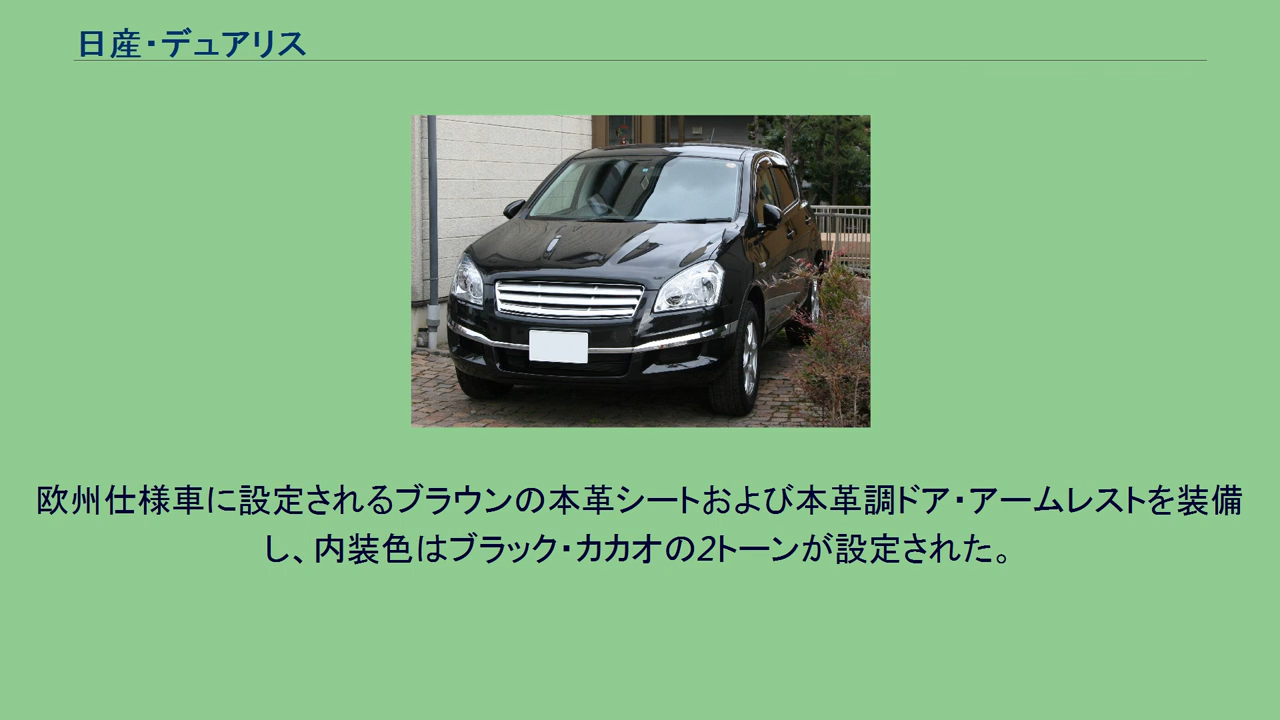 日産・デュアリス
欧州仕様車に設定されるブラウンの本革シートおよび本革調ドア・アームレストを装備
し、内装色はブラック・カカオの2トーンが設定された。